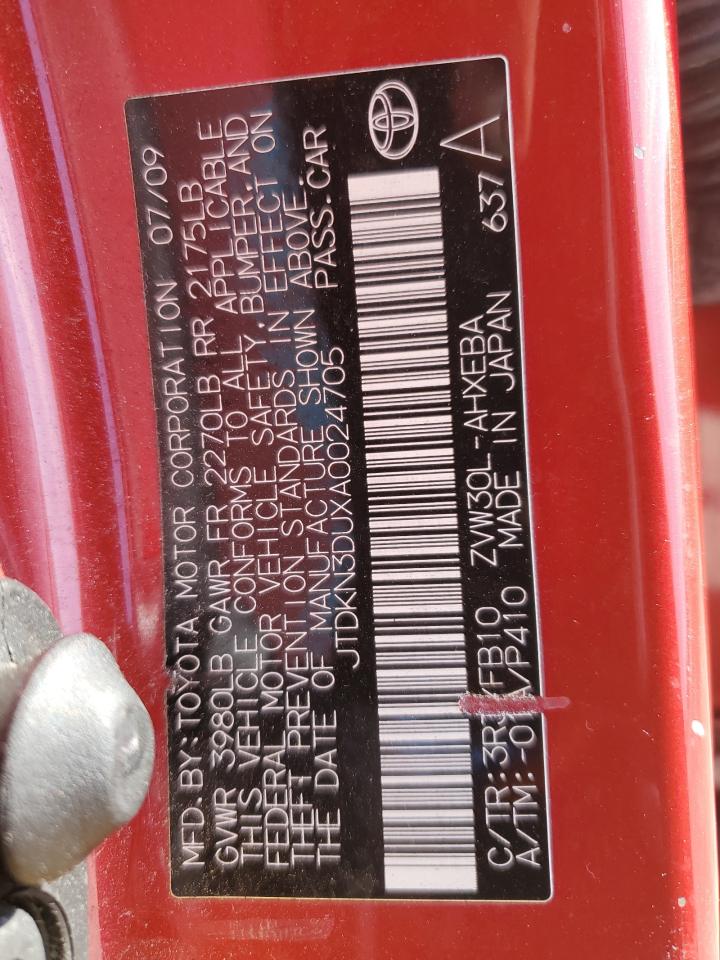 MFD. BY: TOYOTA MOTOR CORPORATION 07/09
GVWR 3980LB GAWR FR 2270LB RR 2175LB
THIS VEHICLE CONFORMS TO ALL APPLICABLE
FEDERAL MOTOR VEHICLE SAFETY, BUMPER, AND
THEFT PREVENTION STANDARDS IN EFFECT ON
THE DATE OF MANUFACTURE SHOWN ABOVE.
JTDKN3DUXA0024705 PASS. CAR
C/TR: FB10 ZVW30L-AHXEBA 637 A
A/TM: /P410 MADE IN JAPAN